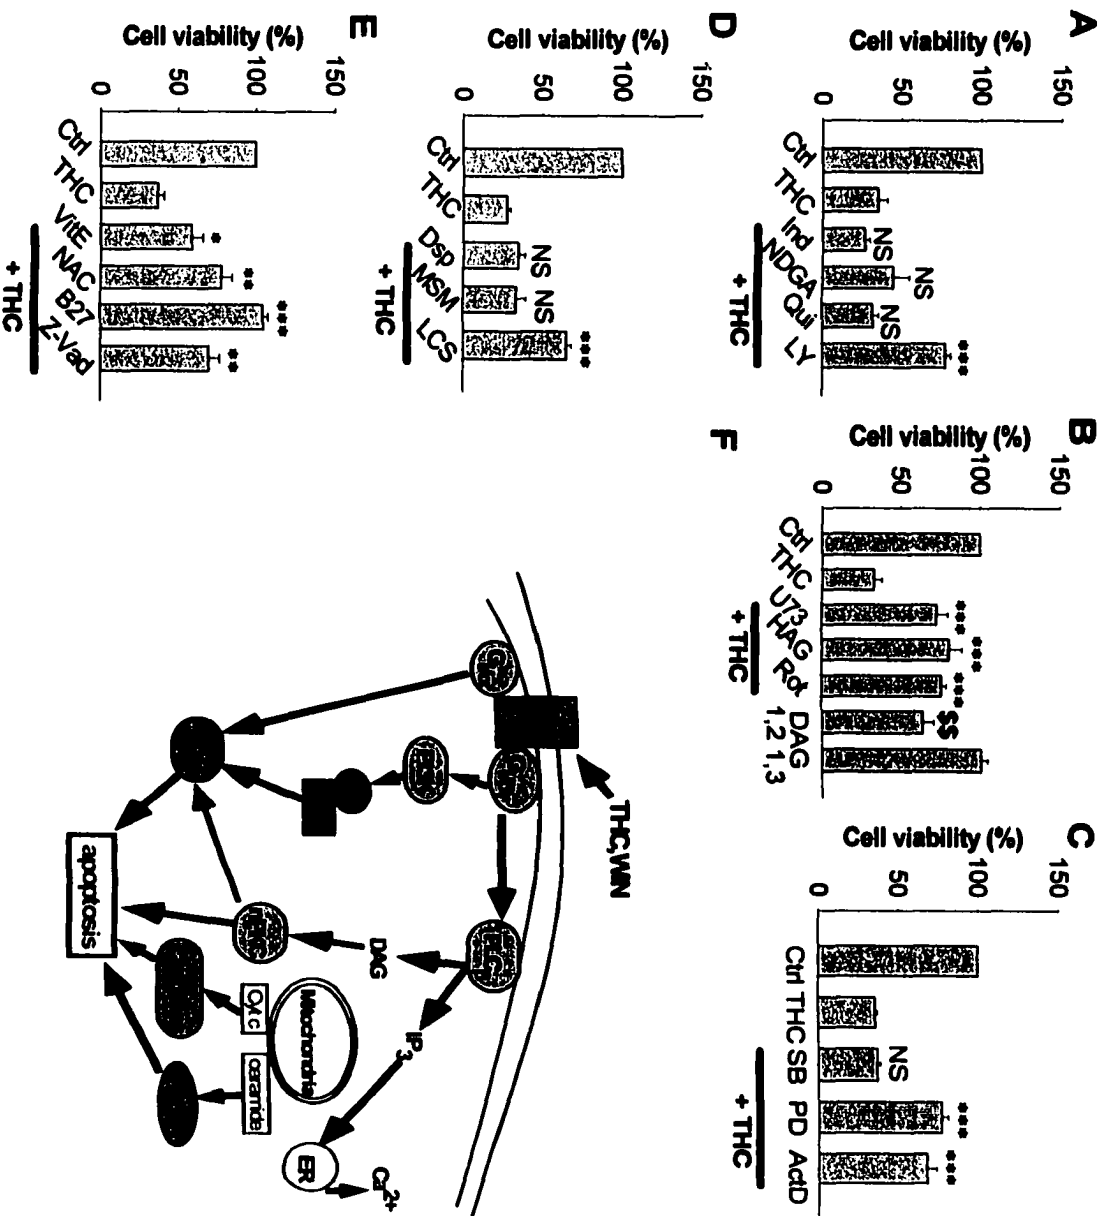 A
Cell viability (%)
150
100
50
0
Ctrl
THC
Ind
NDGA
Qui
LY
NS
NS
NS
***
+ THC
B
Cell viability (%)
150
100
50
0
Ctrl
THC
U73
HAG
Rot
DAG
1,2 1,3
***
***
***
$$
+ THC
C
Cell viability (%)
150
100
50
0
Ctrl THC SB PD ActD
NS
***
***
+ THC
D
Cell viability (%)
150
100
50
0
Ctrl
THC
Dsp
MSM
LCS
NS
NS
***
+ THC
E
Cell viability (%)
150
100
50
0
Ctrl
THC
VitE
NAC
B27
Z-Vad
*
**
***
**
+ THC
F
THC,WIN
PLC
DAG
IP3
ER
Ca2+
Mitochondria
Cyt c
ceramide
apoptosis